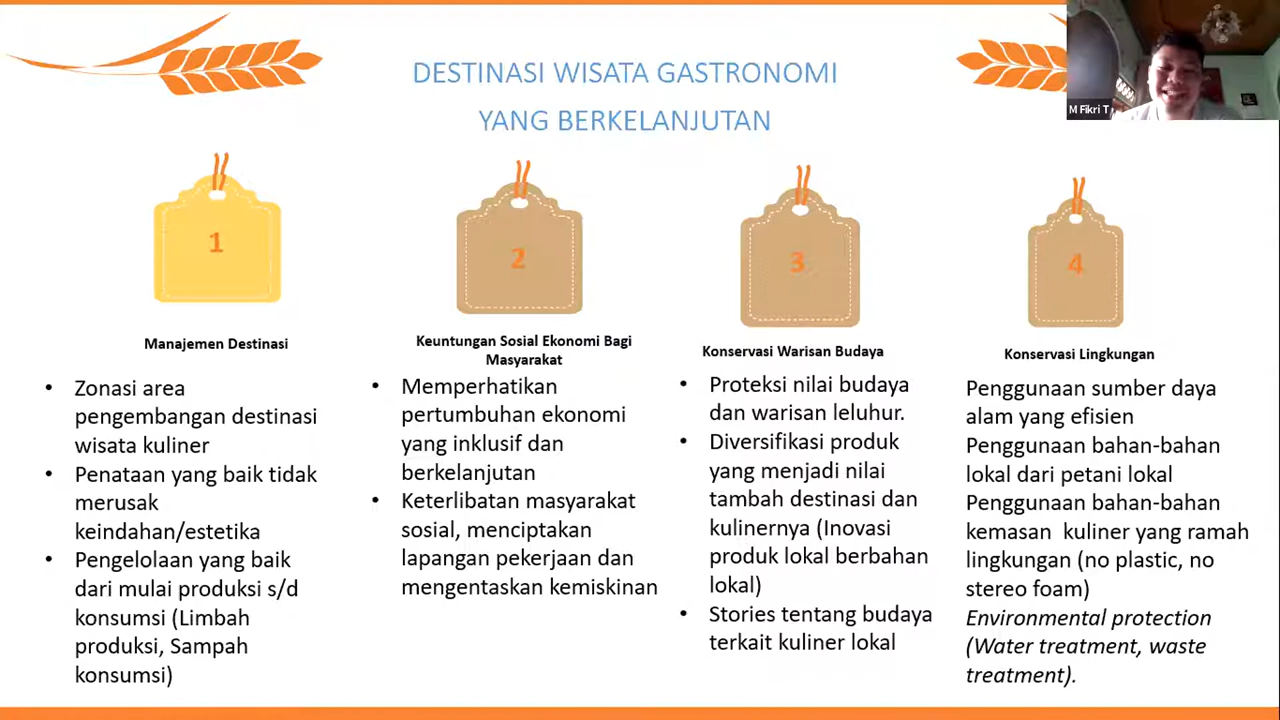 DESTINASI WISATA GASTRONOMI
YANG BERKELANJUTAN
M Fikri T
1
2
3
4
Manajemen Destinasi
• Zonasi area
pengembangan destinasi
wisata kuliner
• Penataan yang baik tidak
merusak
keindahan/estetika
• Pengelolaan yang baik
dari mulai produksi s/d
konsumsi (Limbah
produksi, Sampah
konsumsi)
Keuntungan Sosial Ekonomi Bagi
Masyarakat
• Memperhatikan
pertumbuhan ekonomi
yang inklusif dan
berkelanjutan
• Keterlibatan masyarakat
sosial, menciptakan
lapangan pekerjaan dan
mengentaskan kemiskinan
Konservasi Warisan Budaya
• Proteksi nilai budaya
dan warisan leluhur.
• Diversifikasi produk
yang menjadi nilai
tambah destinasi dan
kulinernya (Inovasi
produk lokal berbahan
lokal)
• Stories tentang budaya
terkait kuliner lokal
Konservasi Lingkungan
Penggunaan sumber daya
alam yang efisien
Penggunaan bahan-bahan
lokal dari petani lokal
Penggunaan bahan-bahan
kemasan kuliner yang ramah
lingkungan (no plastic, no
stereo foam)
Environmental protection
(Water treatment, waste
treatment).